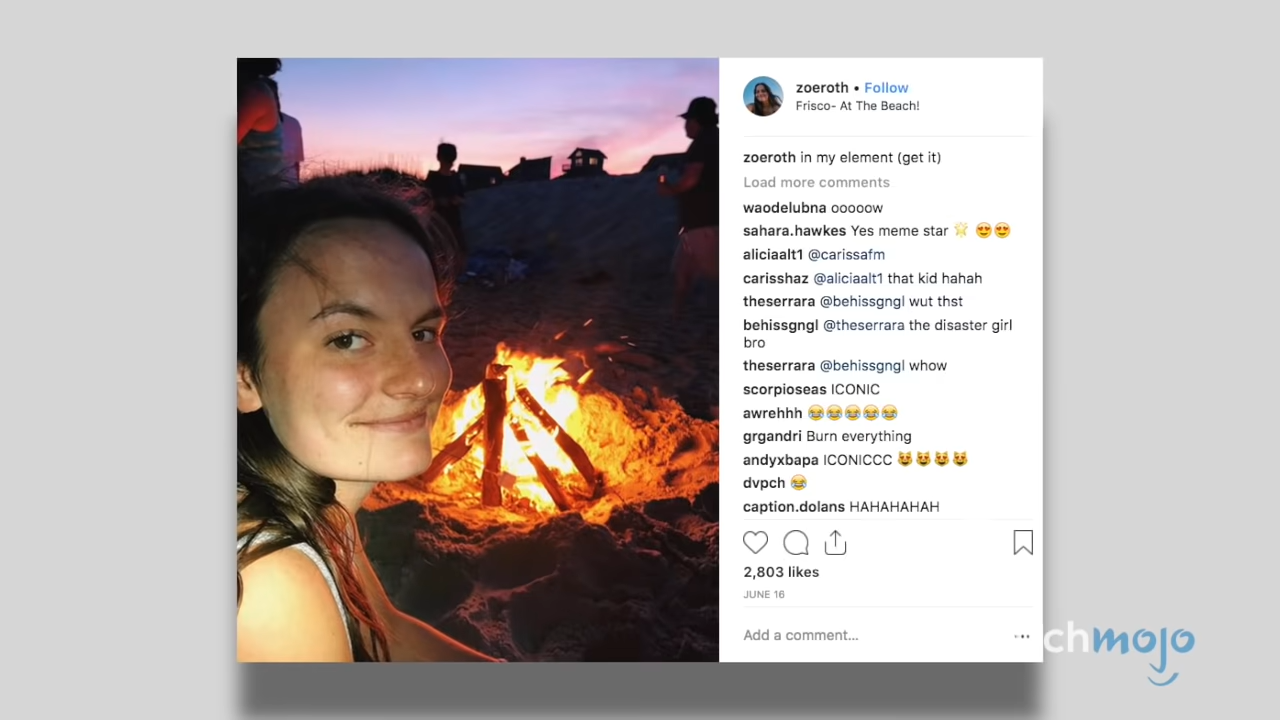 zoeroth • Follow
Frisco- At The Beach!
zoeroth in my element (get it)
Load more comments
waodelubna ooooow
sahara.hawkes Yes meme star 🌟 😍😍
aliciaalt1 @carissafm
carisshaz @aliciaalt1 that kid hahah
theserrara @behissgngl wut thst
behissgngl @theserrara the disaster girl
bro
theserrara @behissgngl whow
scorpioseas ICONIC
awrehhh 😂😂😂😂😂
grgandri Burn everything
andyxbapa ICONICCC 😻😻😻😻
dvpch 😂
caption.dolans HAHAHAHAH
2,803 likes
JUNE 16
Add a comment...
chmojo